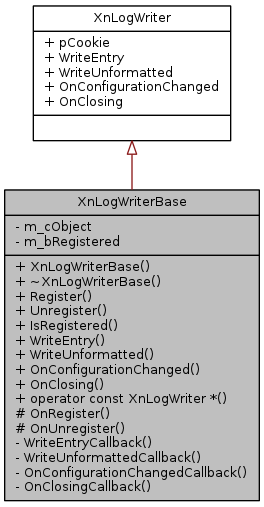 XnLogWriter
+ pCookie
+ WriteEntry
+ WriteUnformatted
+ OnConfigurationChanged
+ OnClosing
XnLogWriterBase
- m_cObject
- m_bRegistered
+ XnLogWriterBase()
+ ~XnLogWriterBase()
+ Register()
+ Unregister()
+ IsRegistered()
+ WriteEntry()
+ WriteUnformatted()
+ OnConfigurationChanged()
+ OnClosing()
+ operator const XnLogWriter *()
# OnRegister()
# OnUnregister()
- WriteEntryCallback()
- WriteUnformattedCallback()
- OnConfigurationChangedCallback()
- OnClosingCallback()